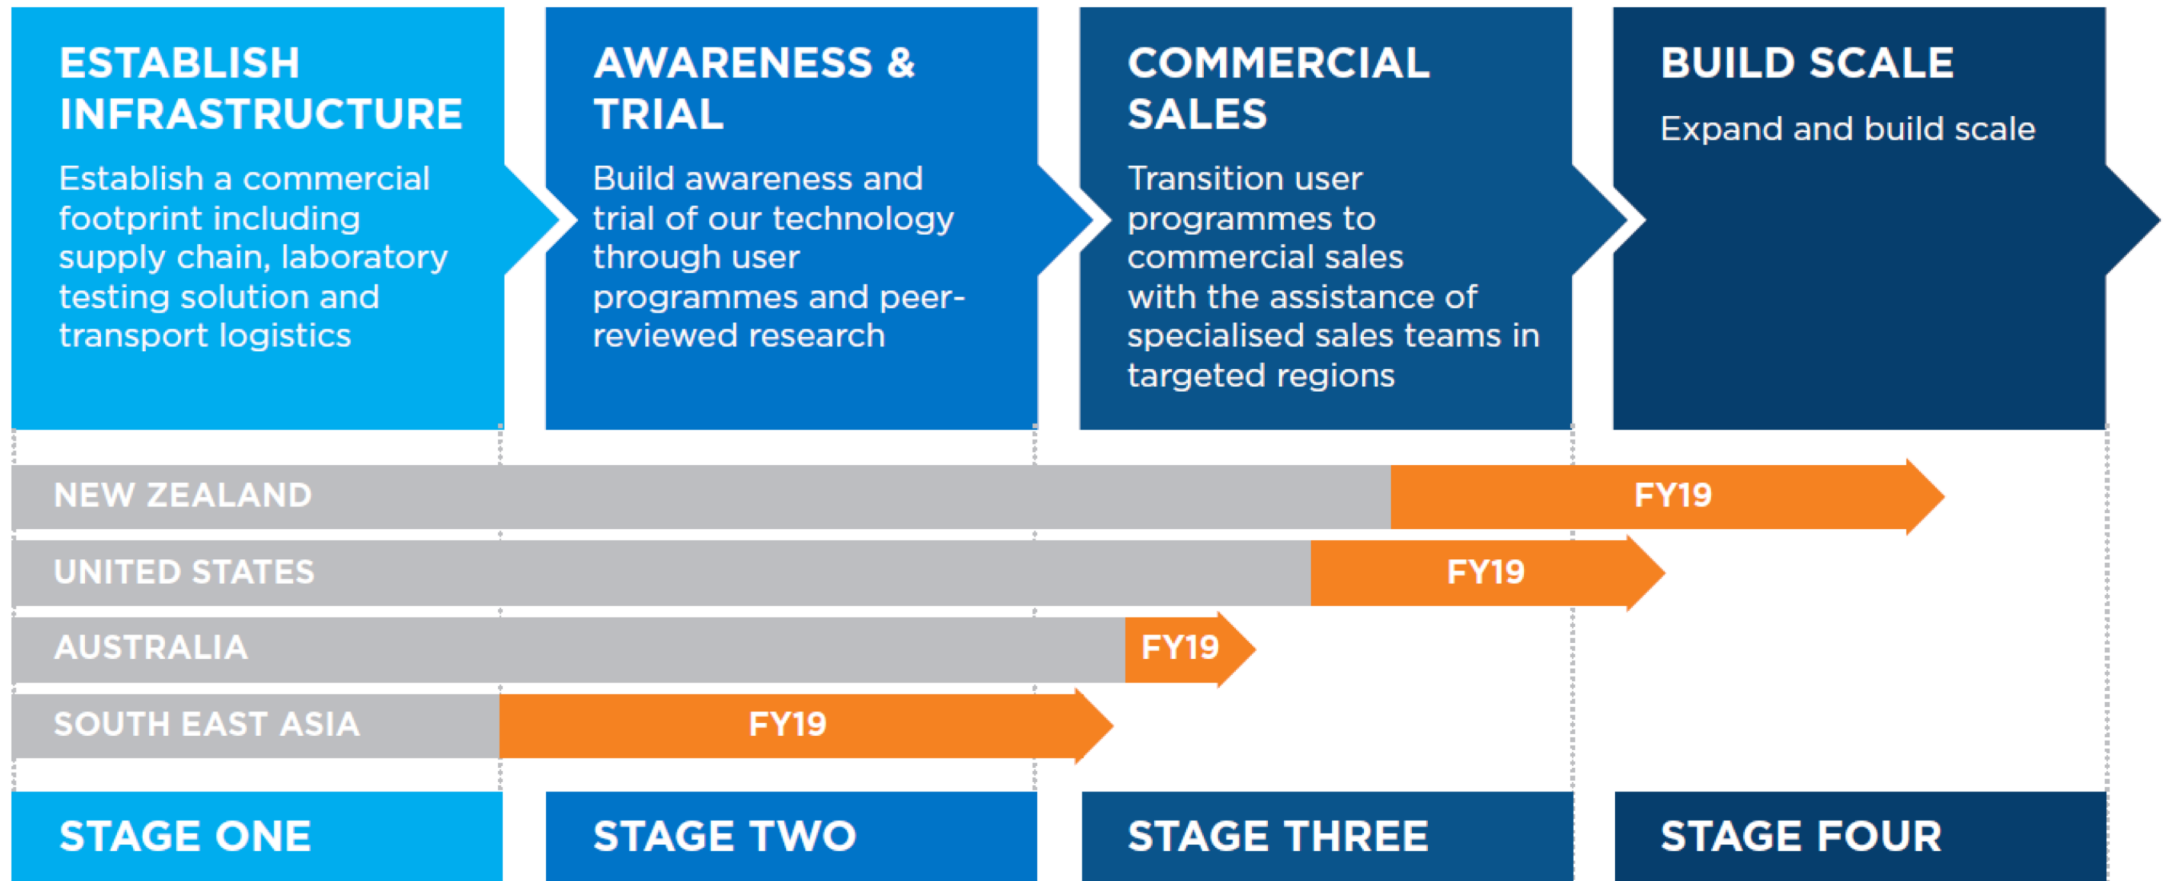 ESTABLISH
INFRASTRUCTURE
Establish a commercial
footprint including
supply chain, laboratory
testing solution and
transport logistics
AWARENESS &
TRIAL
Build awareness and
trial of our technology
through user
programmes and peer-
reviewed research
COMMERCIAL
SALES
Transition user
programmes to
commercial sales
with the assistance of
specialised sales teams in
targeted regions
BUILD SCALE
Expand and build scale
NEW ZEALAND
FY19
UNITED STATES
FY19
AUSTRALIA
FY19
SOUTH EAST ASIA
FY19
STAGE ONE
STAGE TWO
STAGE THREE
STAGE FOUR